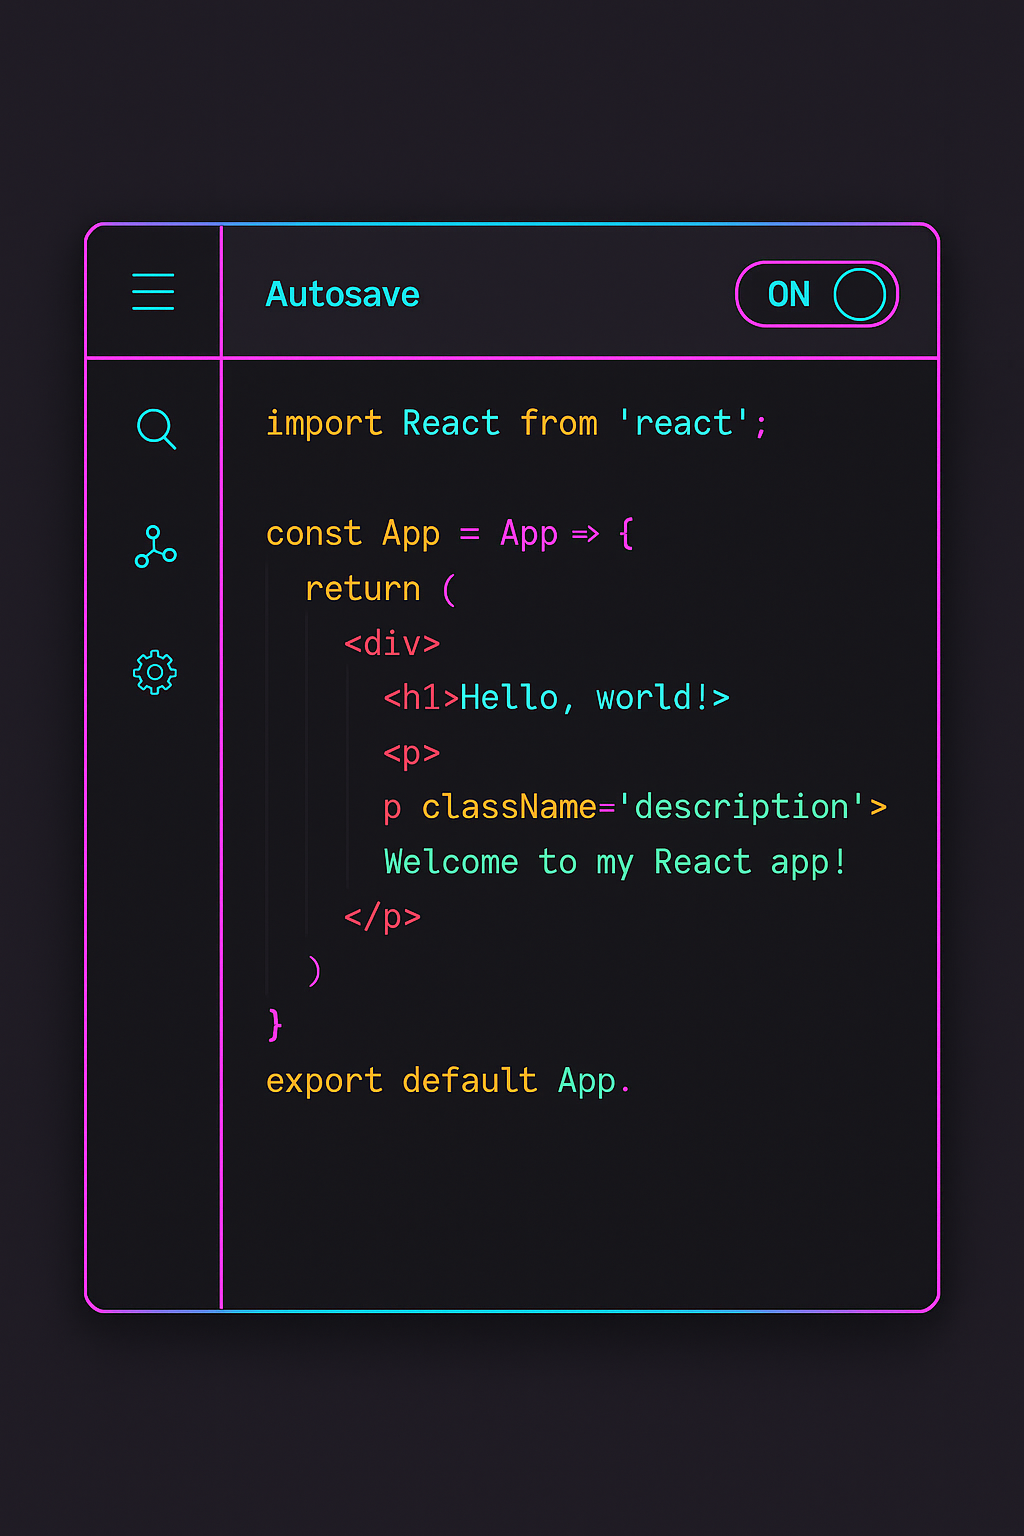 Autosave
ON
import React from 'react';
const App = App => {
return (
<div>
<h1>Hello, world!>
<p>
p className='description'>
Welcome to my React app!
</p>
)
}
export default App.